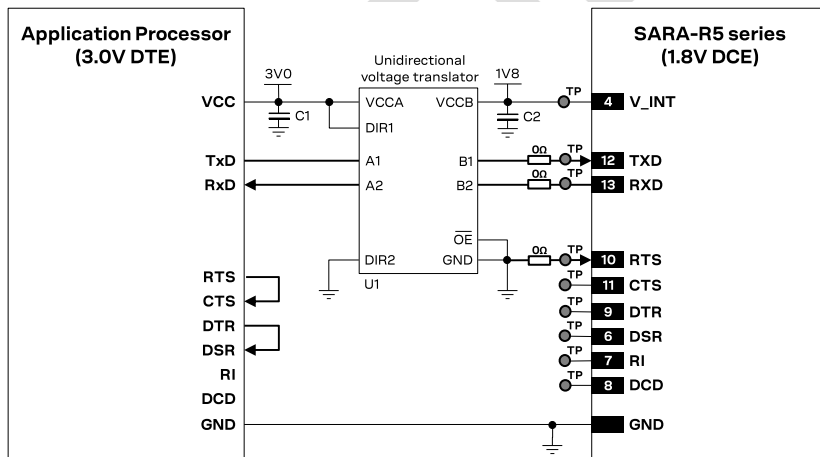 Application Processor
(3.0V DTE)
SARA-R5 series
(1.8V DCE)
Unidirectional
voltage translator
3V0
1V8
VCC
C1
VCCA
VCCB
C2
TP
4
V_INT
DIR1
TxD
A1
B1
0Ω
TP
12
TXD
RxD
A2
B2
0Ω
TP
13
RXD
OE
DIR2
GND
0Ω
TP
10
RTS
U1
RTS
TP
11
CTS
CTS
TP
9
DTR
DTR
TP
6
DSR
DSR
TP
7
RI
RI
TP
8
DCD
DCD
GND
GND